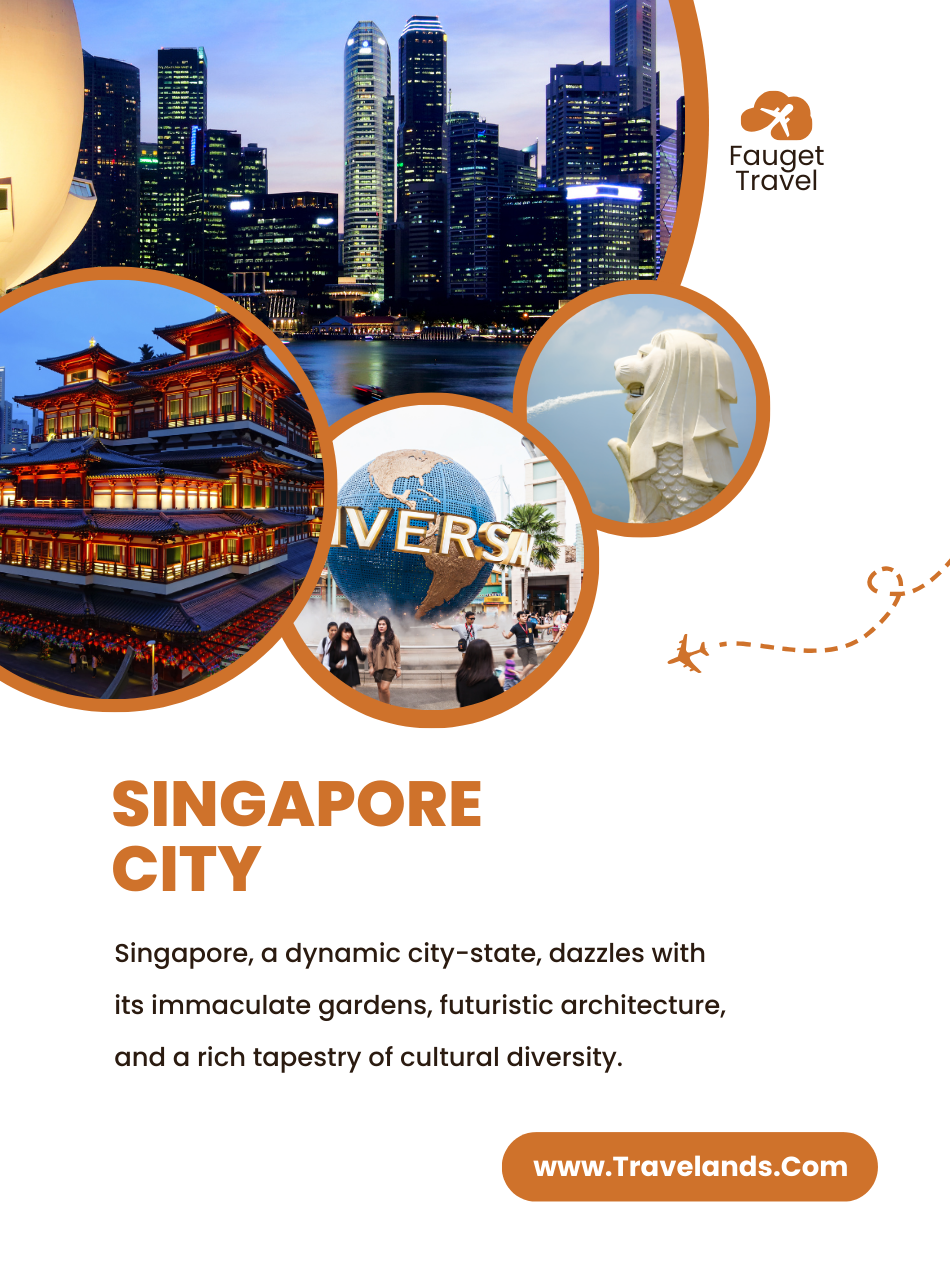 Fauget
Travel
IVERSA
SINGAPORE
CITY
Singapore, a dynamic city-state, dazzles with
its immaculate gardens, futuristic architecture,
and a rich tapestry of cultural diversity.
www.Travelands.Com